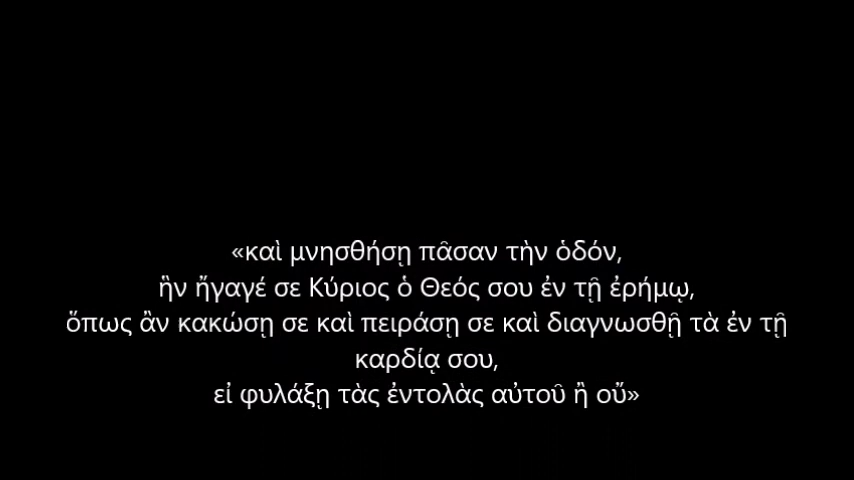 «καὶ μνησθήσῃ πᾶσαν τὴν ὁδόν,
ἣν ἤγαγέ σε Κύριος ὁ Θεός σου ἐν τῇ ἐρήμῳ,
ὅπως ἂν κακώσῃ σε καὶ πειράσῃ σε καὶ διαγνωσθῇ τὰ ἐν τῇ
καρδίᾳ σου,
εἰ φυλάξῃ τὰς ἐντολὰς αὐτοῦ ἢ οὔ»